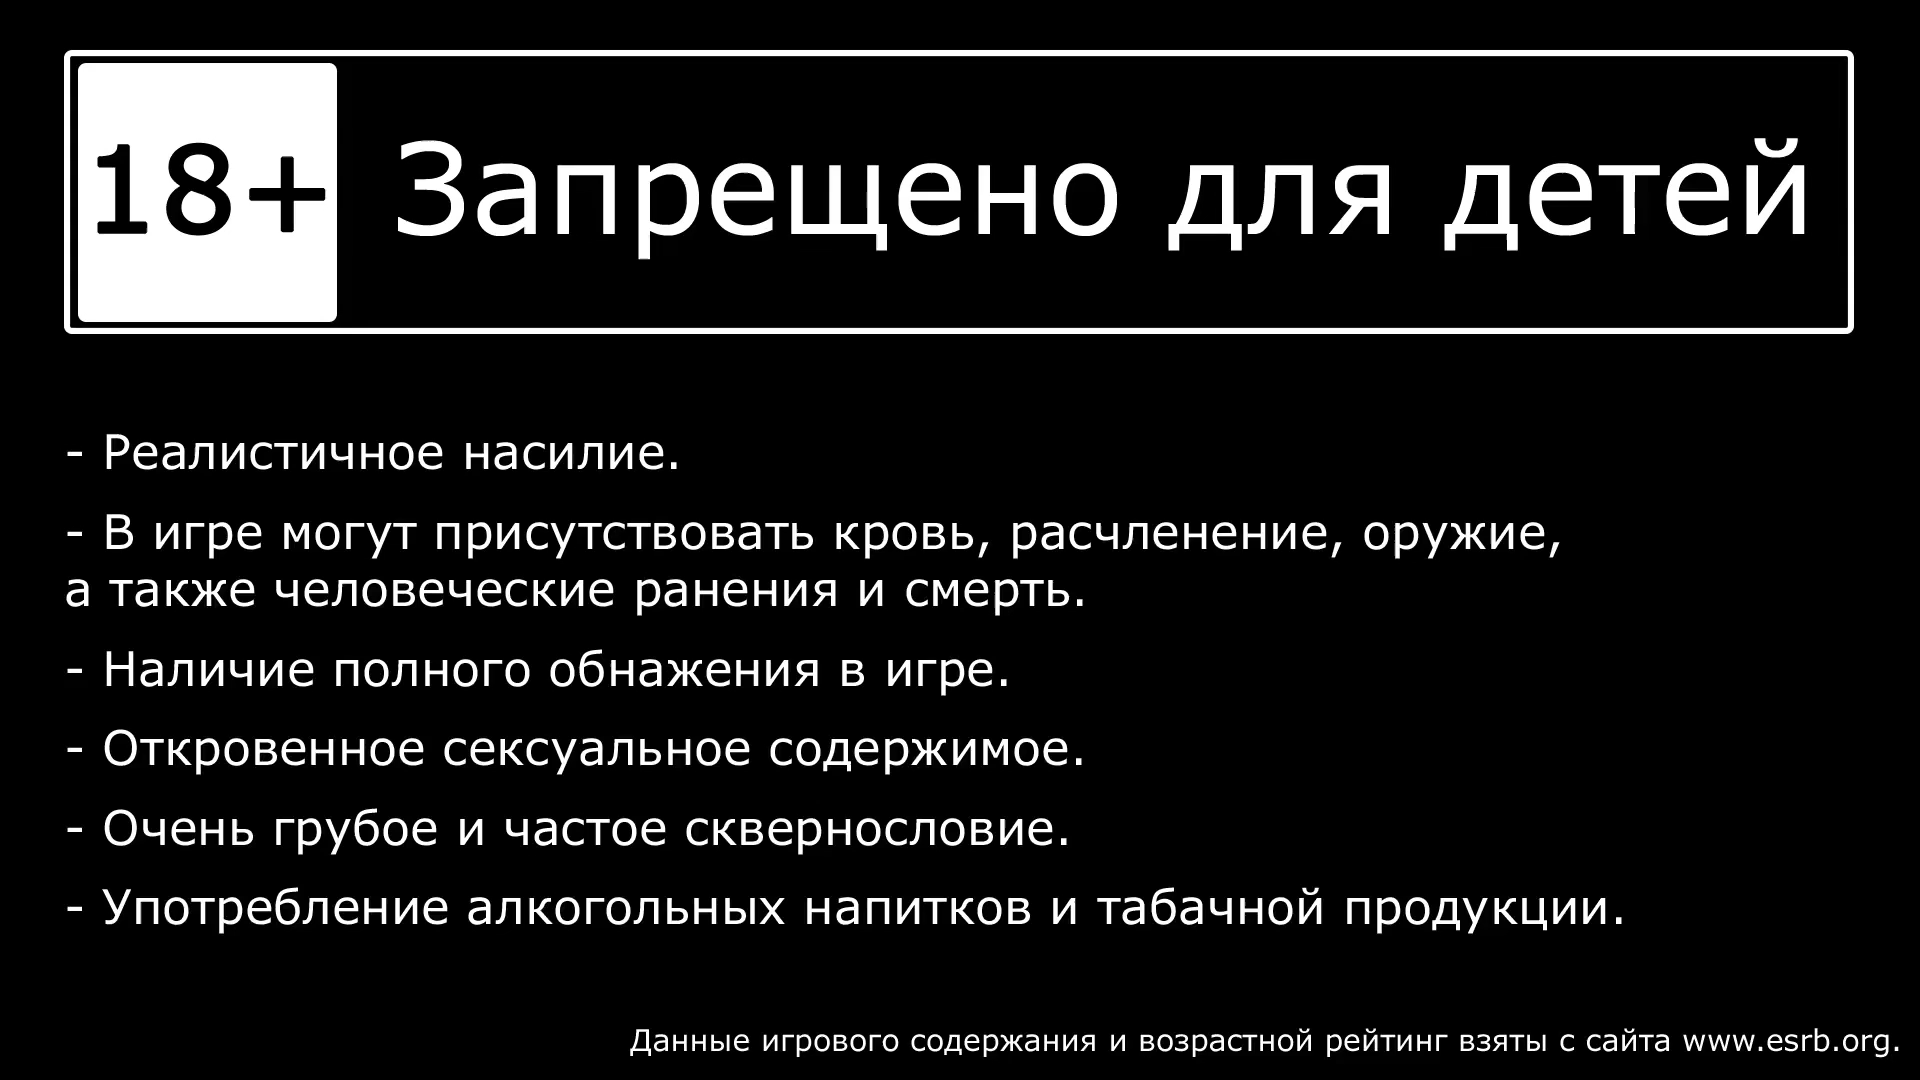 18+ Запрещено для детей
- Реалистичное насилие.
- В игре могут присутствовать кровь, расчленение, оружие,
а также человеческие ранения и смерть.
- Наличие полного обнажения в игре.
- Откровенное сексуальное содержимое.
- Очень грубое и частое сквернословие.
- Употребление алкогольных напитков и табачной продукции.
Данные игрового содержания и возрастной рейтинг взяты с сайта www.esrb.org.